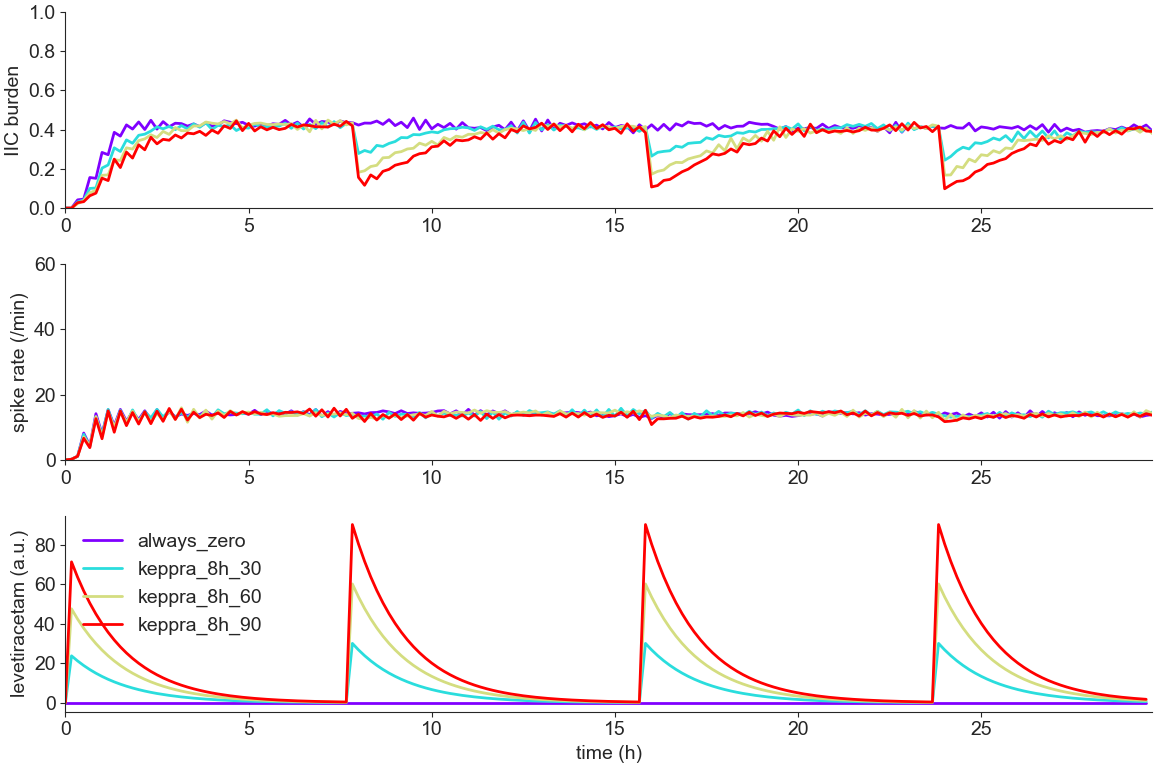 1.0
0.8
0.6
0.4
0.2
0.0
IIC burden
0 5 10 15 20 25
60
40
20
0
spike rate (/min)
0 5 10 15 20 25
80
60
40
20
0
levetiracetam (a.u.)
always_zero
keppra_8h_30
keppra_8h_60
keppra_8h_90
0 5 10 15 20 25
time (h)